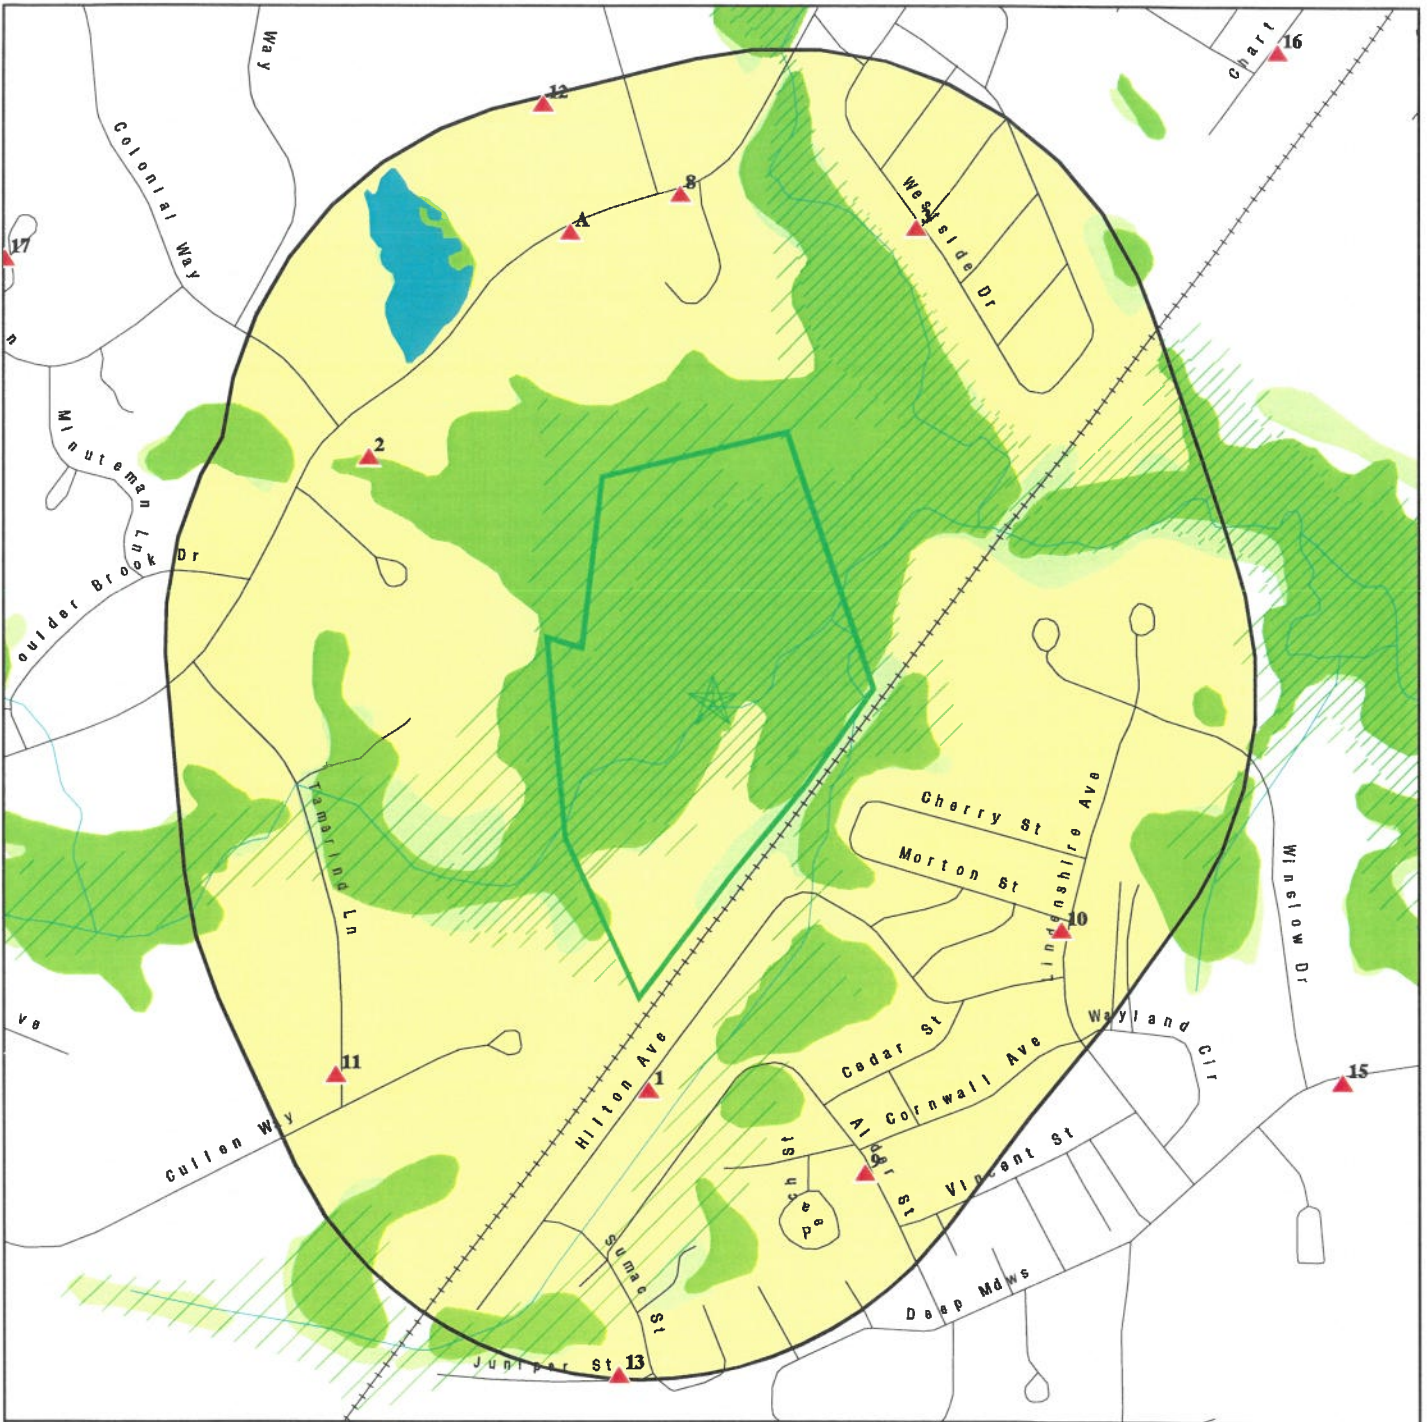 Way
Colonial Way
12
8
A
Westside Dr
16
Chart
17
n
Minuteman Ln
2
oulder Brook Dr
Tamarind Ln
Cherry St
Morton St
Lindenshire Ave
10
Winslow Dr
ve
Wayland Cir
11
Cullen Way
Hilton Ave
1
Cedar St
Cornwall Ave
15
Alder St
Vincent St
Sumac St
Deep Mdws
Juniper St
13